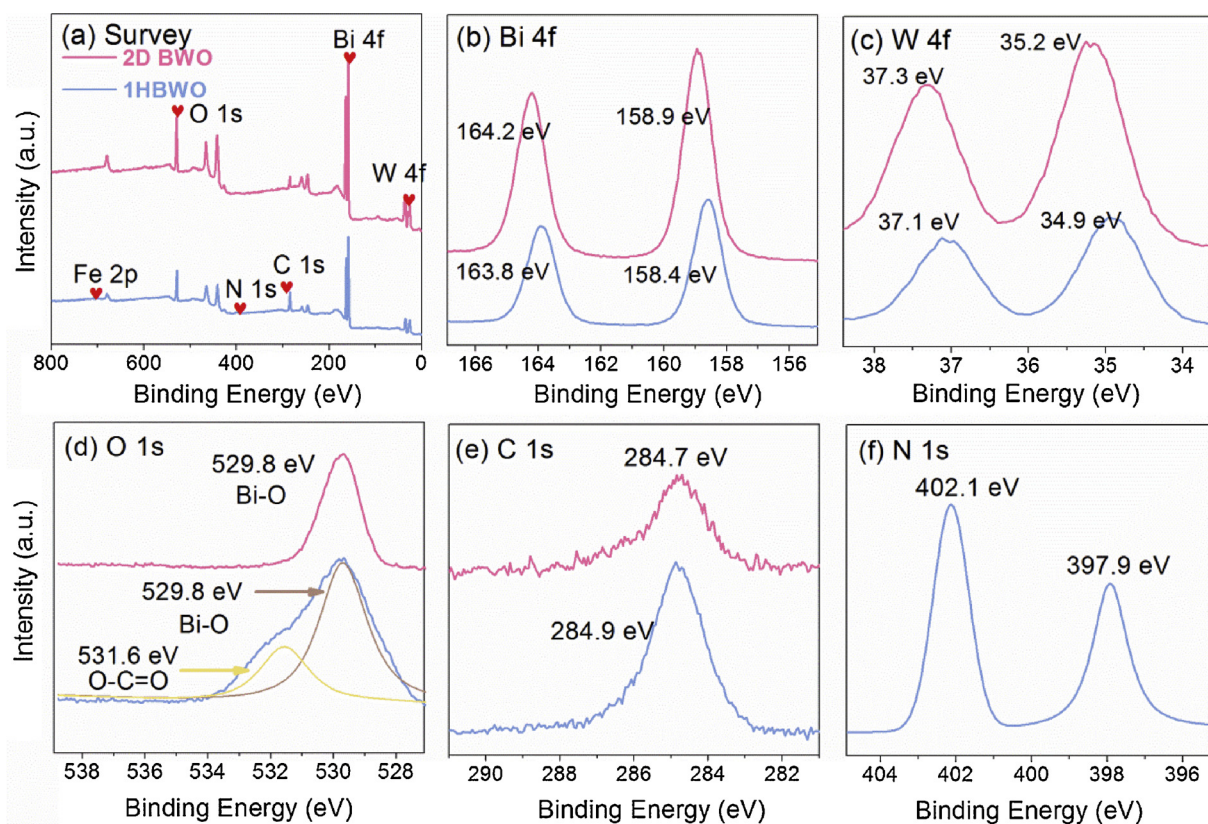 (a) Survey
2D BWO
1HBWO
Bi 4f
O 1s
W 4f
Fe 2p
N 1s
C 1s
800 600 400 200 0
Binding Energy (eV)
Intensity (a.u.)
(b) Bi 4f
164.2 eV
158.9 eV
163.8 eV
158.4 eV
166 164 162 160 158 156
Binding Energy (eV)
(c) W 4f
35.2 eV
37.3 eV
37.1 eV
34.9 eV
38 37 36 35 34
Binding Energy (eV)
(d) O 1s
529.8 eV
Bi-O
529.8 eV
Bi-O
531.6 eV
O-C=O
538 536 534 532 530 528
Binding Energy (eV)
Intensity (a.u.)
(e) C 1s
284.7 eV
284.9 eV
290 288 286 284 282
Binding Energy (eV)
(f) N 1s
402.1 eV
397.9 eV
404 402 400 398 396
Binding Energy (eV)